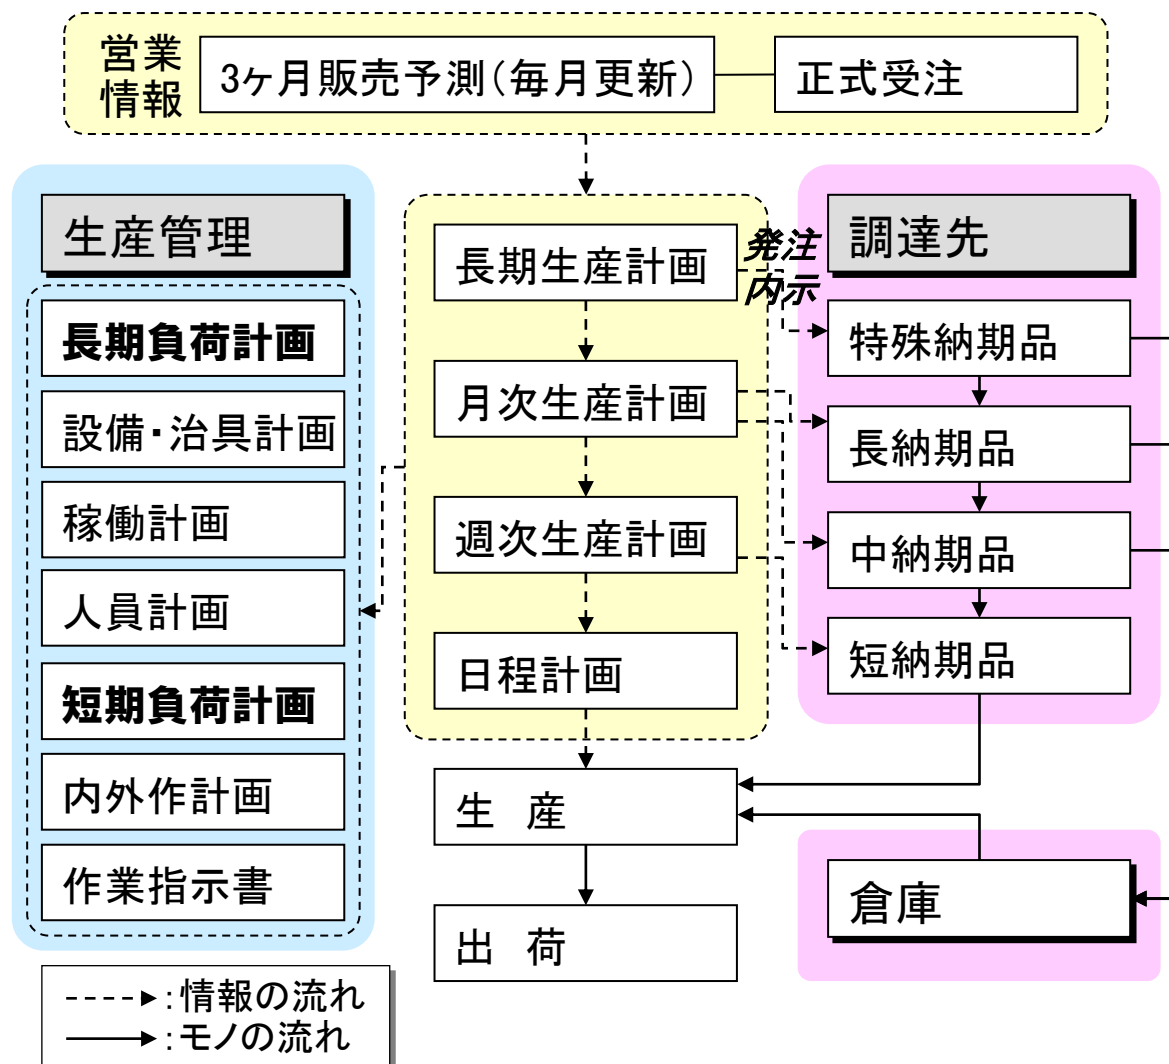 営業
情報
3ヶ月販売予測(毎月更新)
正式受注
生産管理
長期負荷計画
設備・治具計画
稼働計画
人員計画
短期負荷計画
内外作計画
作業指示書
長期生産計画
月次生産計画
週次生産計画
日程計画
生 産
出 荷
発注
内示
調達先
特殊納期品
長納期品
中納期品
短納期品
倉庫
:情報の流れ
:モノの流れ